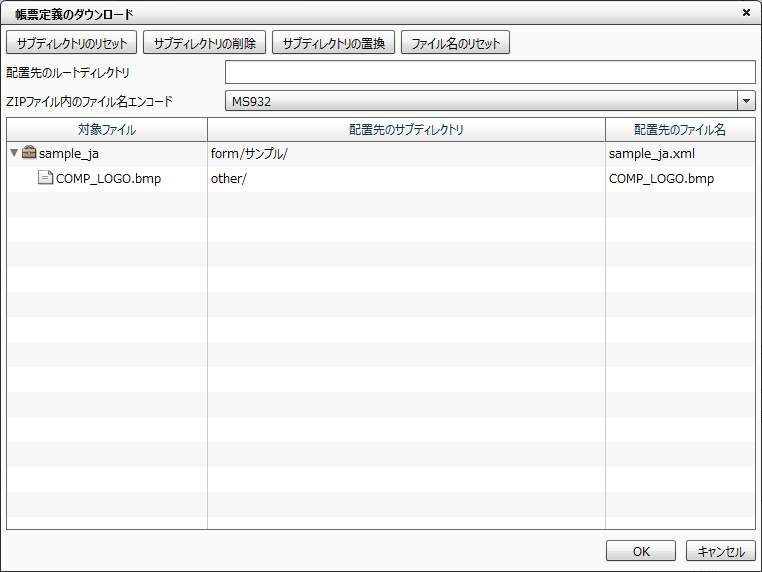 帳票定義のダウンロード
サブディレクトリのリセット サブディレクトリの削除 サブディレクトリの置換 ファイル名のリセット
配置先のルートディレクトリ
ZIPファイル内のファイル名エンコード MS932
対象ファイル 配置先のサブディレクトリ 配置先のファイル名
sample_ja form/サンプル/ sample_ja.xml
COMP_LOGO.bmp other/ COMP_LOGO.bmp
OK キャンセル